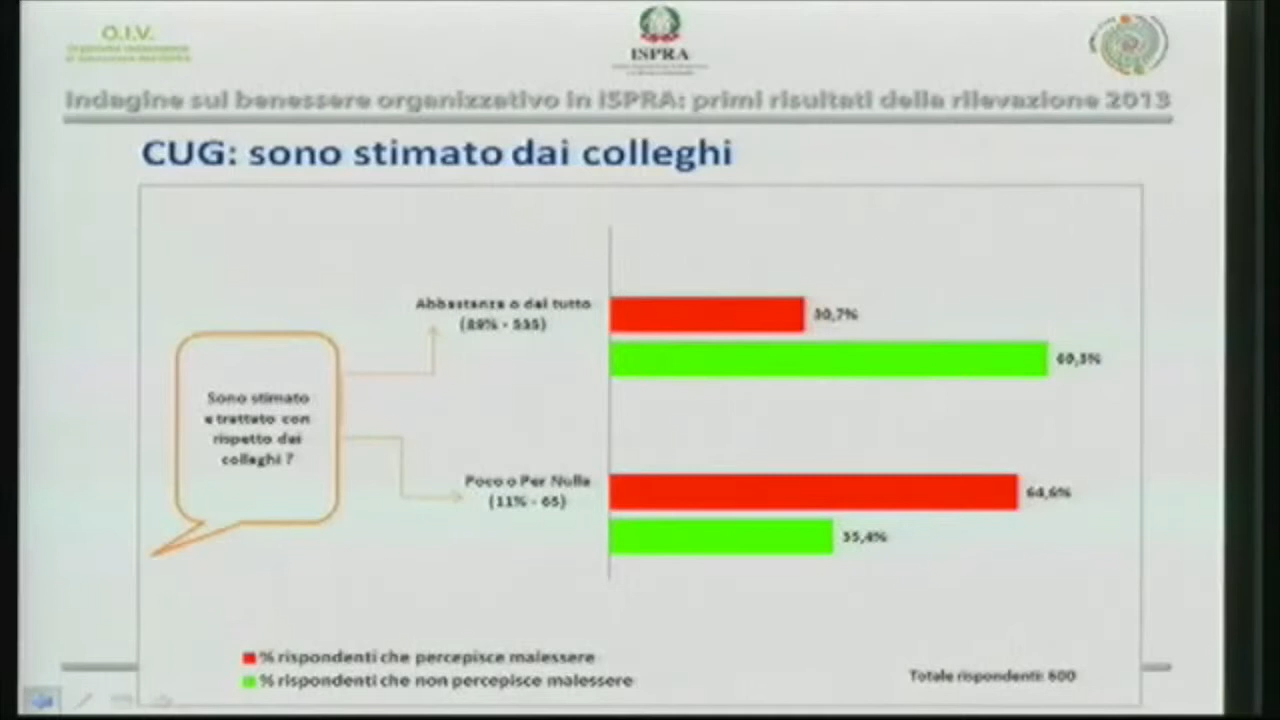 O.I.V.
ISPRA
Indagine sul benessere organizzativo in ISPRA: primi risultati della rilevazione 2013
CUG: sono stimato dai colleghi
Abbastanza o del tutto
(89% - 535)
30,7%
69,3%
Sono stimato
e trattato con
rispetto dai
colleghi ?
Poco o Per Nulla
(11% - 65)
64,6%
35,4%
% rispondenti che percepisce malessere
% rispondenti che non percepisce malessere
Totale rispondenti: 600